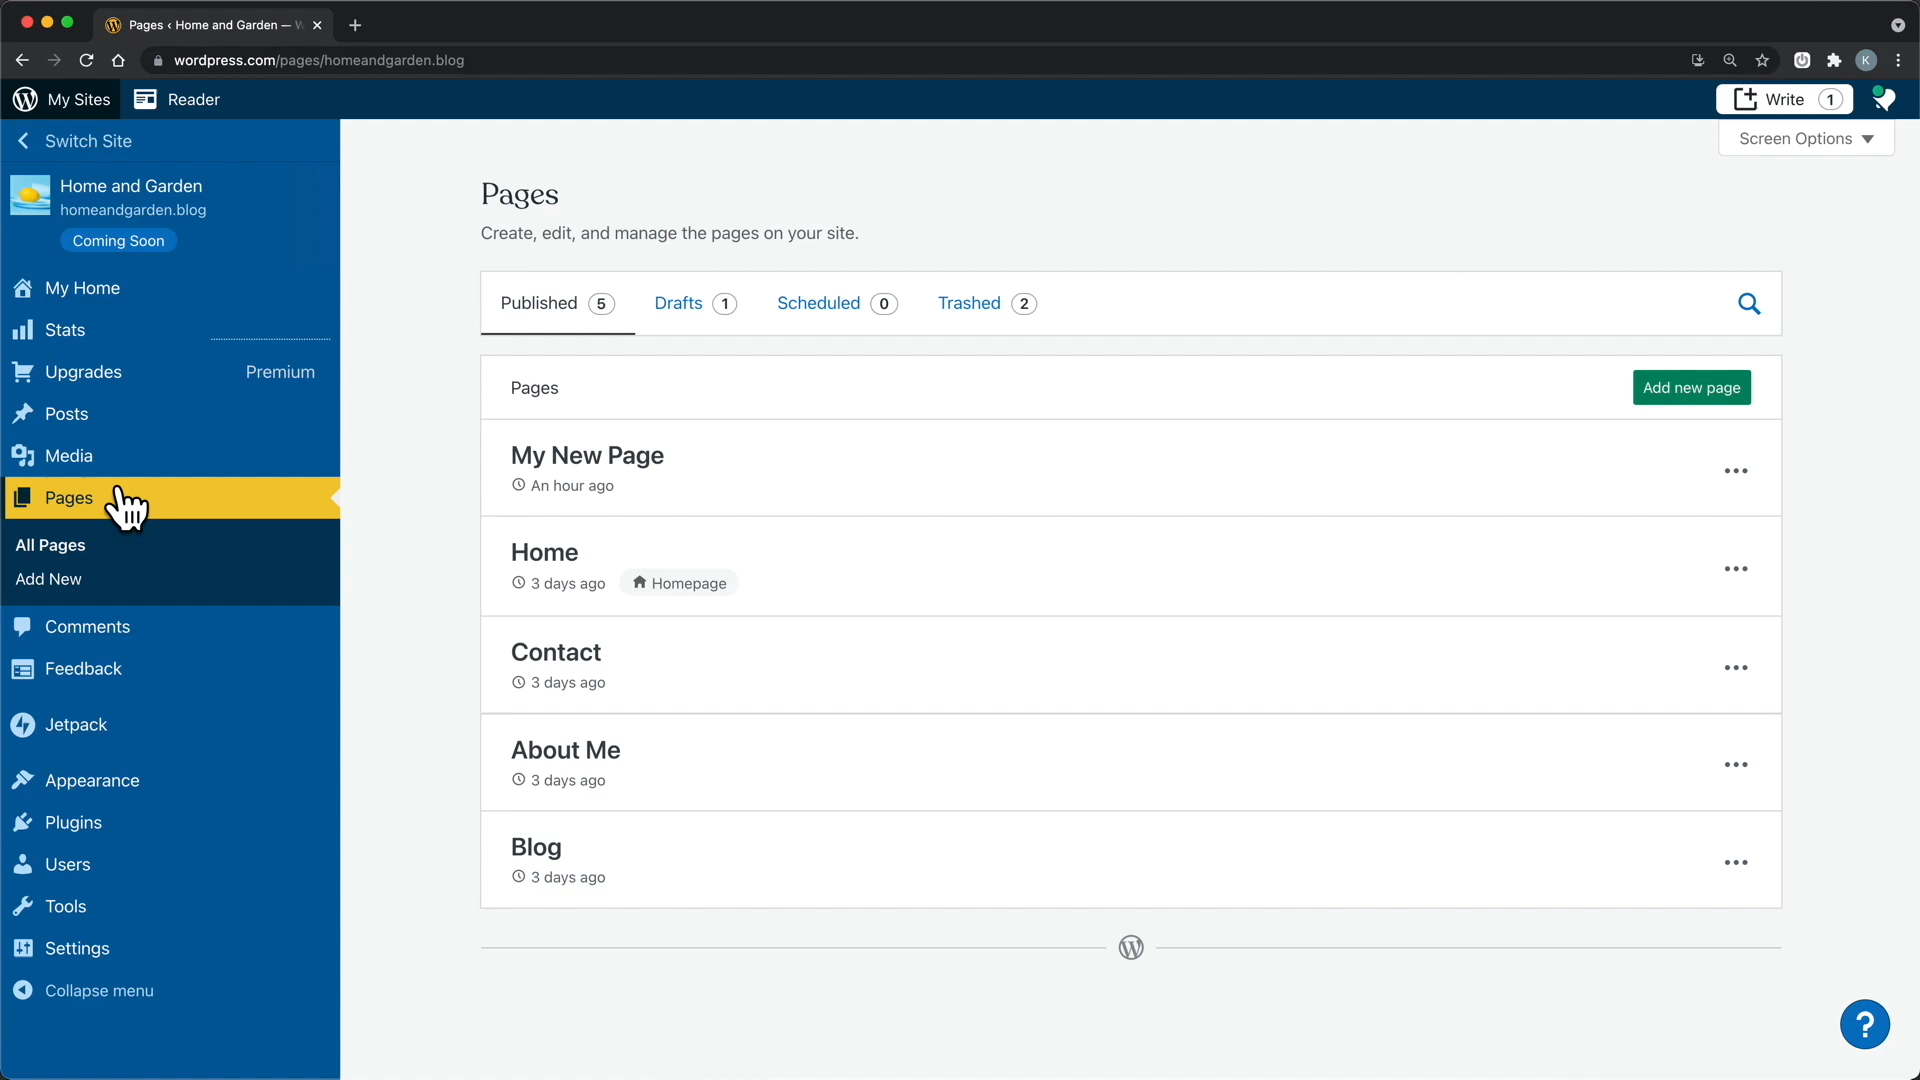 Pages ‹ Home and Garden —
wordpress.com/pages/homeandgarden.blog
K
My Sites
Reader
Write 1
Switch Site
Screen Options
Home and Garden
homeandgarden.blog
Coming Soon
My Home
Stats
Upgrades Premium
Posts
Media
Pages
All Pages
Add New
Comments
Feedback
Jetpack
Appearance
Plugins
Users
Tools
Settings
Collapse menu
Pages
Create, edit, and manage the pages on your site.
Published 5 Drafts 1 Scheduled 0 Trashed 2
Pages
Add new page
My New Page
An hour ago
Home
3 days ago Homepage
Contact
3 days ago
About Me
3 days ago
Blog
3 days ago
?